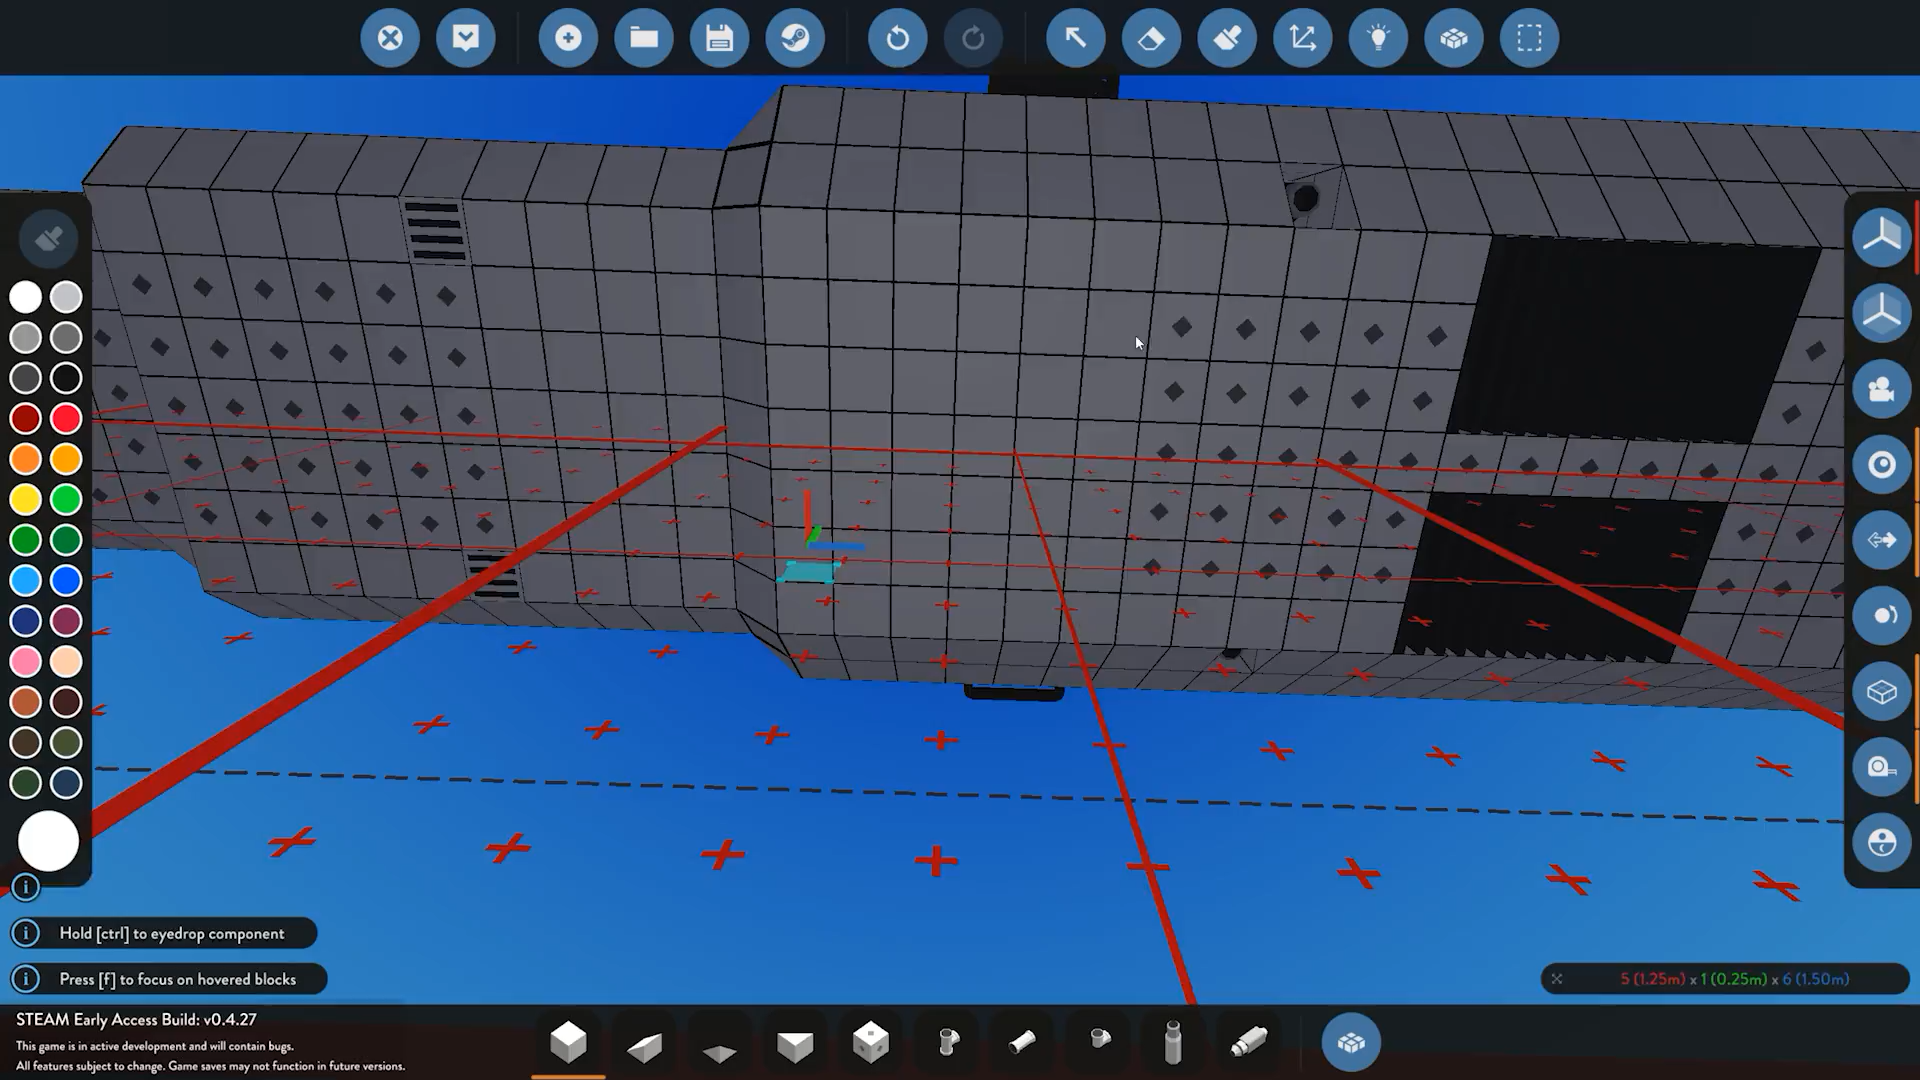 Hold [ctrl] to eyedrop component
Press [f] to focus on hovered blocks
5 (1.25m) x 1 (0.25m) x 6 (1.50m)
STEAM Early Access Build: v0.4.27
This game is in active development and will contain bugs.
All features subject to change. Game saves may not function in future versions.